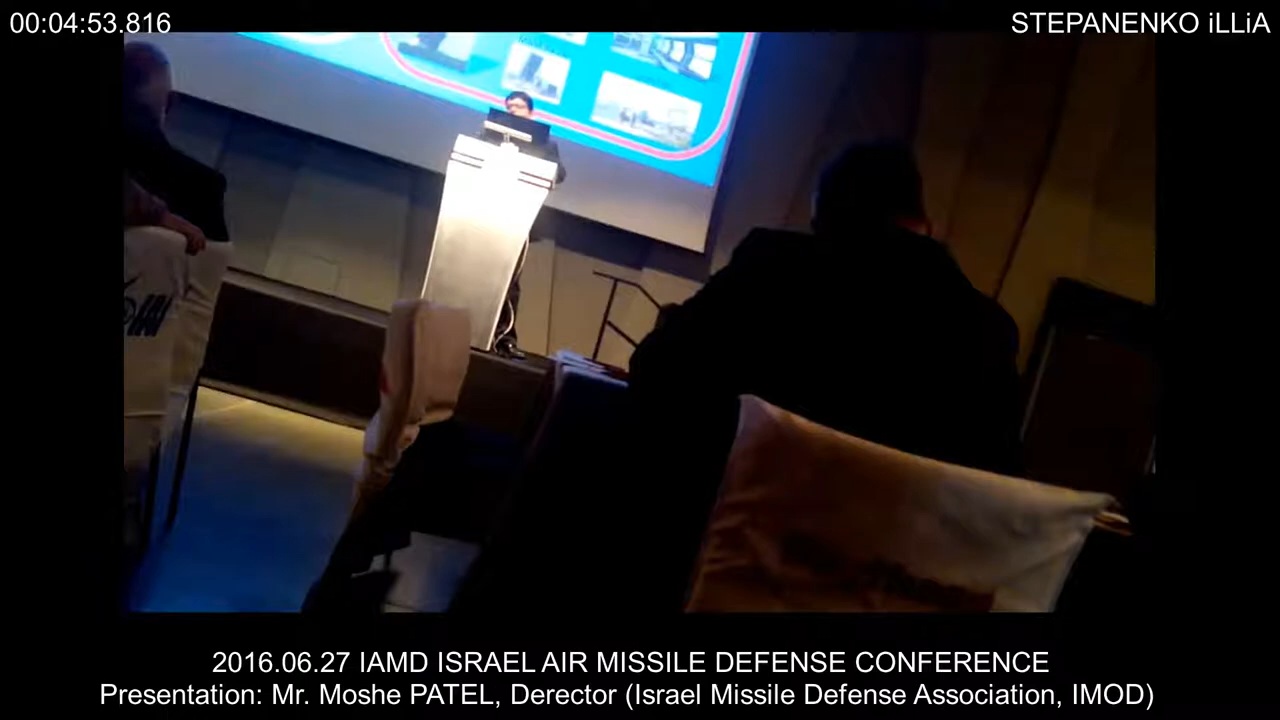 00:04:53.816
STEPANENKO iLLiA
IAI
2016.06.27 IAMD ISRAEL AIR MISSILE DEFENSE CONFERENCE
Presentation: Mr. Moshe PATEL, Derector (Israel Missile Defense Association, IMOD)